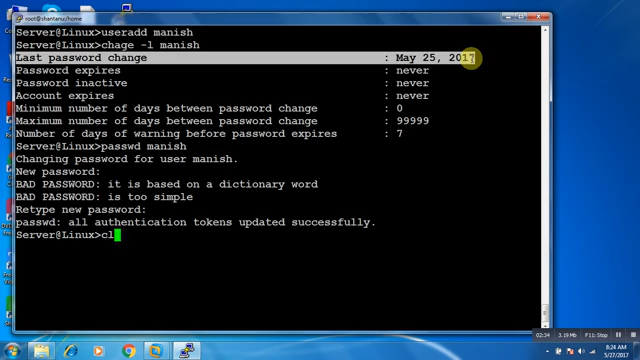 root@shantanu/home
Server@Linux>useradd manish
Server@Linux>chage -l manish
Last password change : May 25, 2017
Password expires : never
Password inactive : never
Account expires : never
Minimum number of days between password change : 0
Maximum number of days between password change : 99999
Number of days of warning before password expires : 7
Server@Linux>passwd manish
Changing password for user manish.
New password:
BAD PASSWORD: it is based on a dictionary word
BAD PASSWORD: is too simple
Retype new password:
passwd: all authentication tokens updated successfully.
Server@Linux>cl
02:34
3.19 Mb
F11: Stop
8:24 AM
5/27/2017